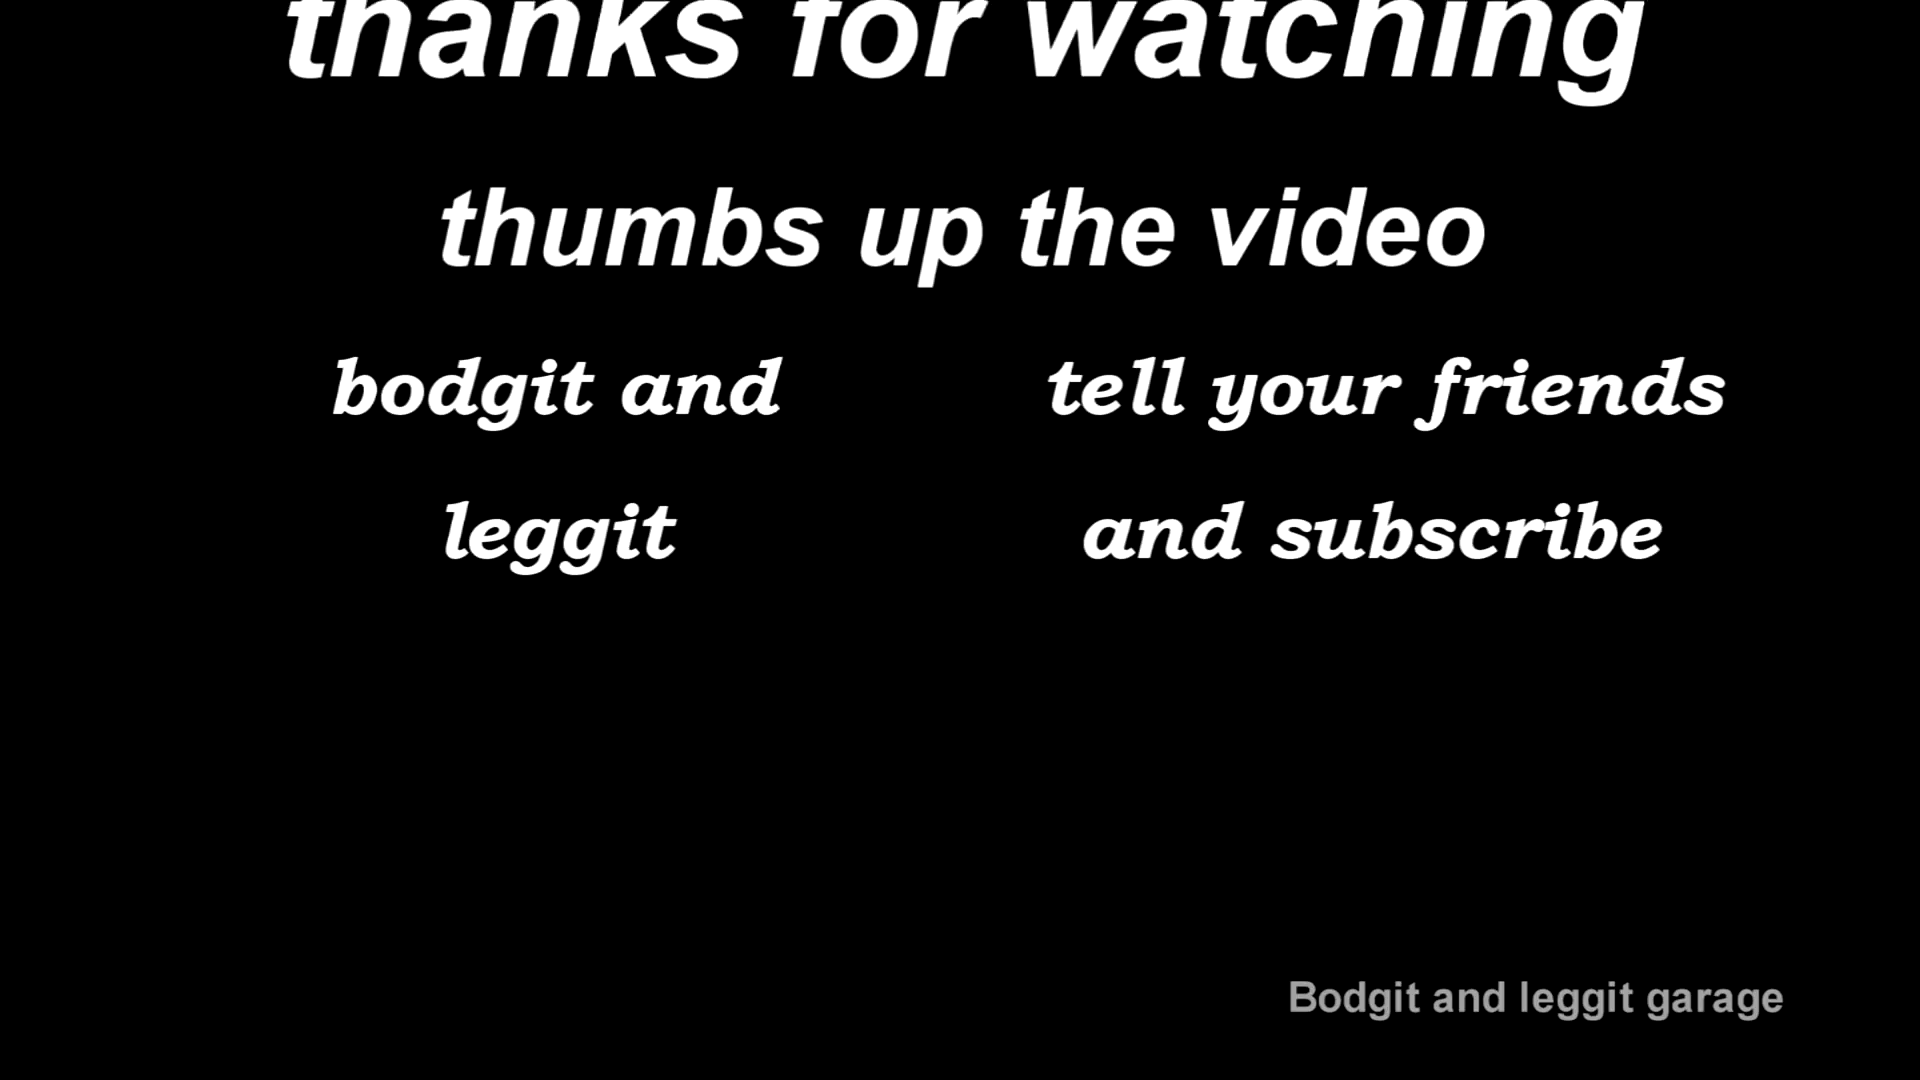 thanks for watching
thumbs up the video
bodgit and
leggit
tell your friends
and subscribe
Bodgit and leggit garage